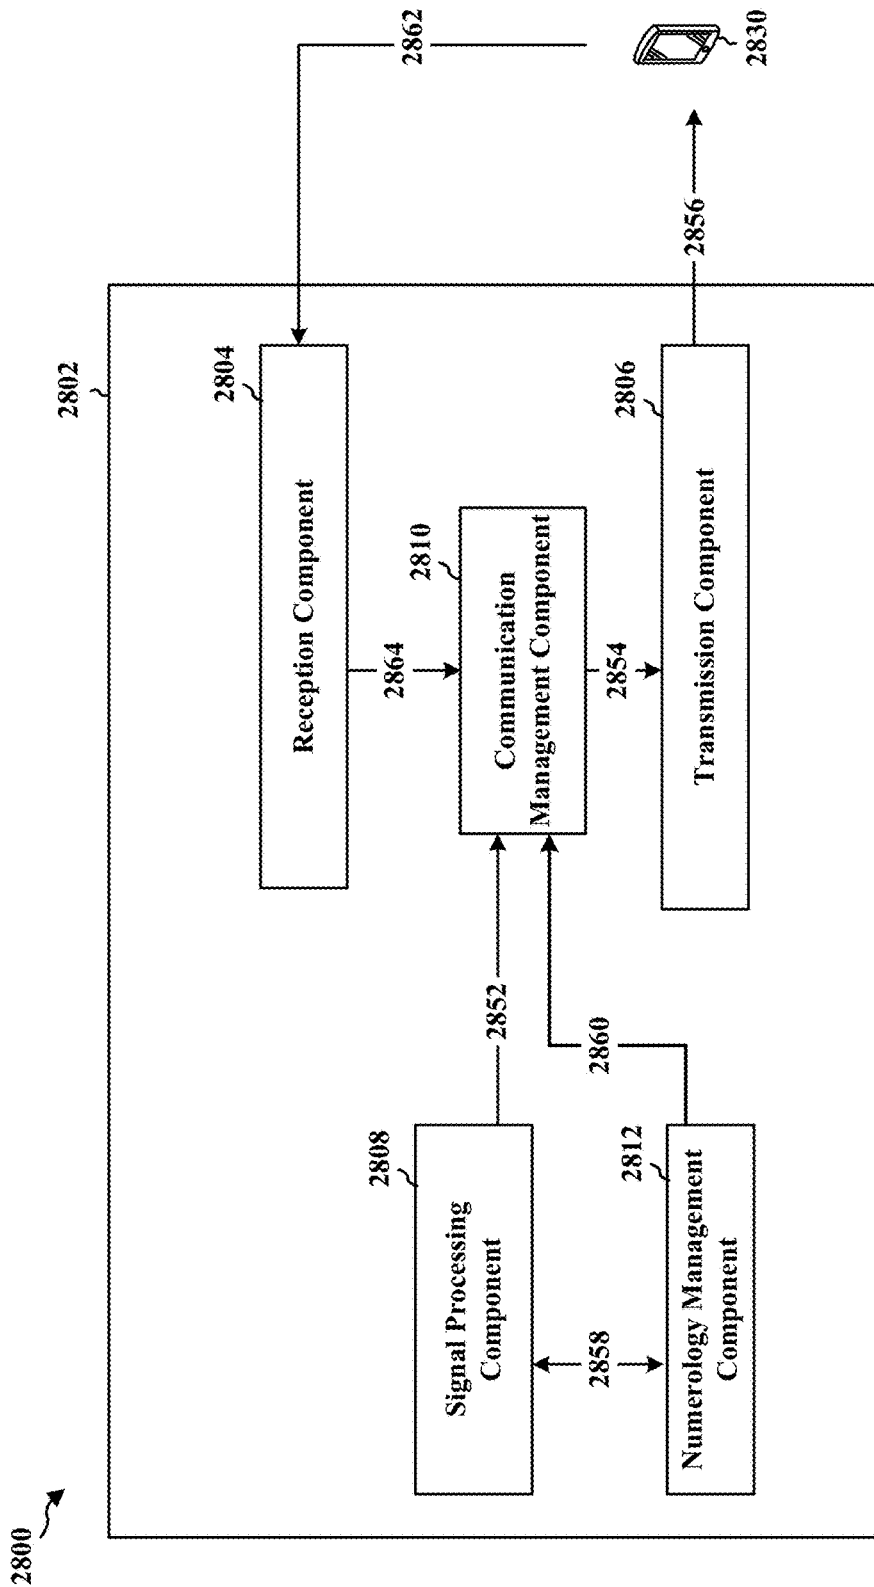 2800
2802
2804
Reception Component
2862
2864
2808
Signal Processing
Component
2852
2810
Communication
Management Component
2858
2860
2854
2812
Numerology Management
Component
2806
Transmission Component
2856
2830